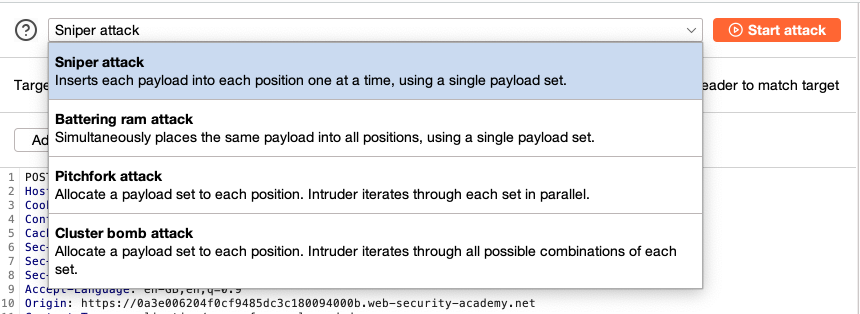 Sniper attack
Start attack
Sniper attack
Inserts each payload into each position one at a time, using a single payload set.
Targe eader to match target
Battering ram attack
Simultaneously places the same payload into all positions, using a single payload set.
Ad
Pitchfork attack
1 POST
Allocate a payload set to each position. Intruder iterates through each set in parallel.
2 Hos
3 Coo
4 Con
Cluster bomb attack
5 Cac
Allocate a payload set to each position. Intruder iterates through all possible combinations of each
6 Sec-
set.
7 Sec-
8 Sec-
9 Accept-Language: en-GB,en;q=0.9
10 Origin: https://0a3e006204f0cf9485dc3c180094000b.web-security-academy.net